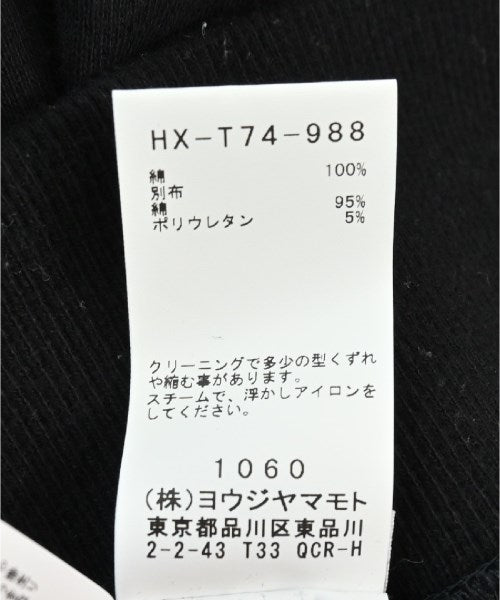 HX-T74-988
綿 100%
別布
綿 95%
ポリウレタン 5%
クリーニングで多少の型くずれ
や縮む事があります。
スチームで、浮かしアイロンを
してください。
1060
(株)ヨウジヤマモト
東京都品川区東品川
2-2-43 T33 QCR-H